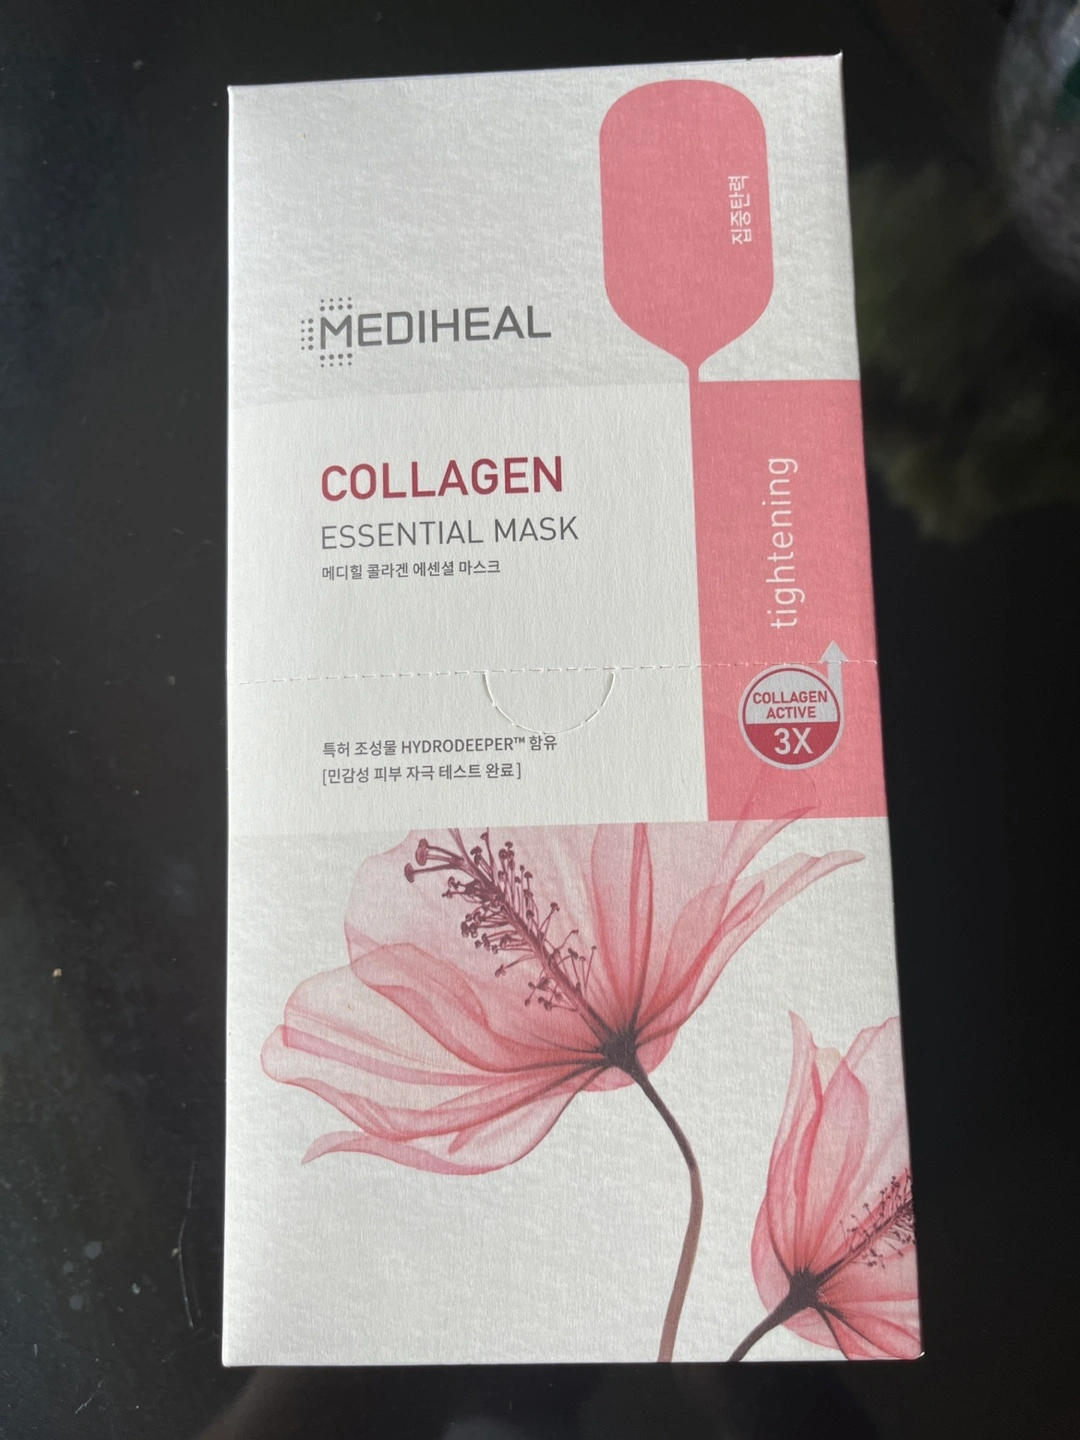 집중탄력
MEDIHEAL
COLLAGEN
ESSENTIAL MASK
메디힐 콜라겐 에센셜 마스크
tightening
COLLAGEN
ACTIVE
3X
특허 조성물 HYDRODEEPER™ 함유
[민감성 피부 자극 테스트 완료]